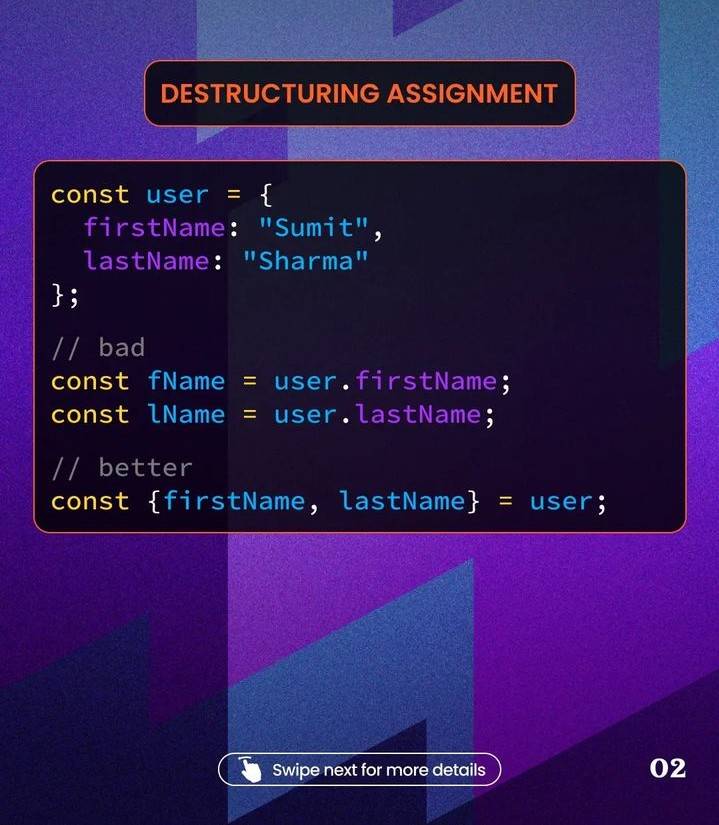 DESTRUCTURING ASSIGNMENT
const user = {
  firstName: "Sumit",
  lastName: "Sharma"
};
// bad
const fName = user.firstName;
const lName = user.lastName;
// better
const {firstName, lastName} = user;
Swipe next for more details
02